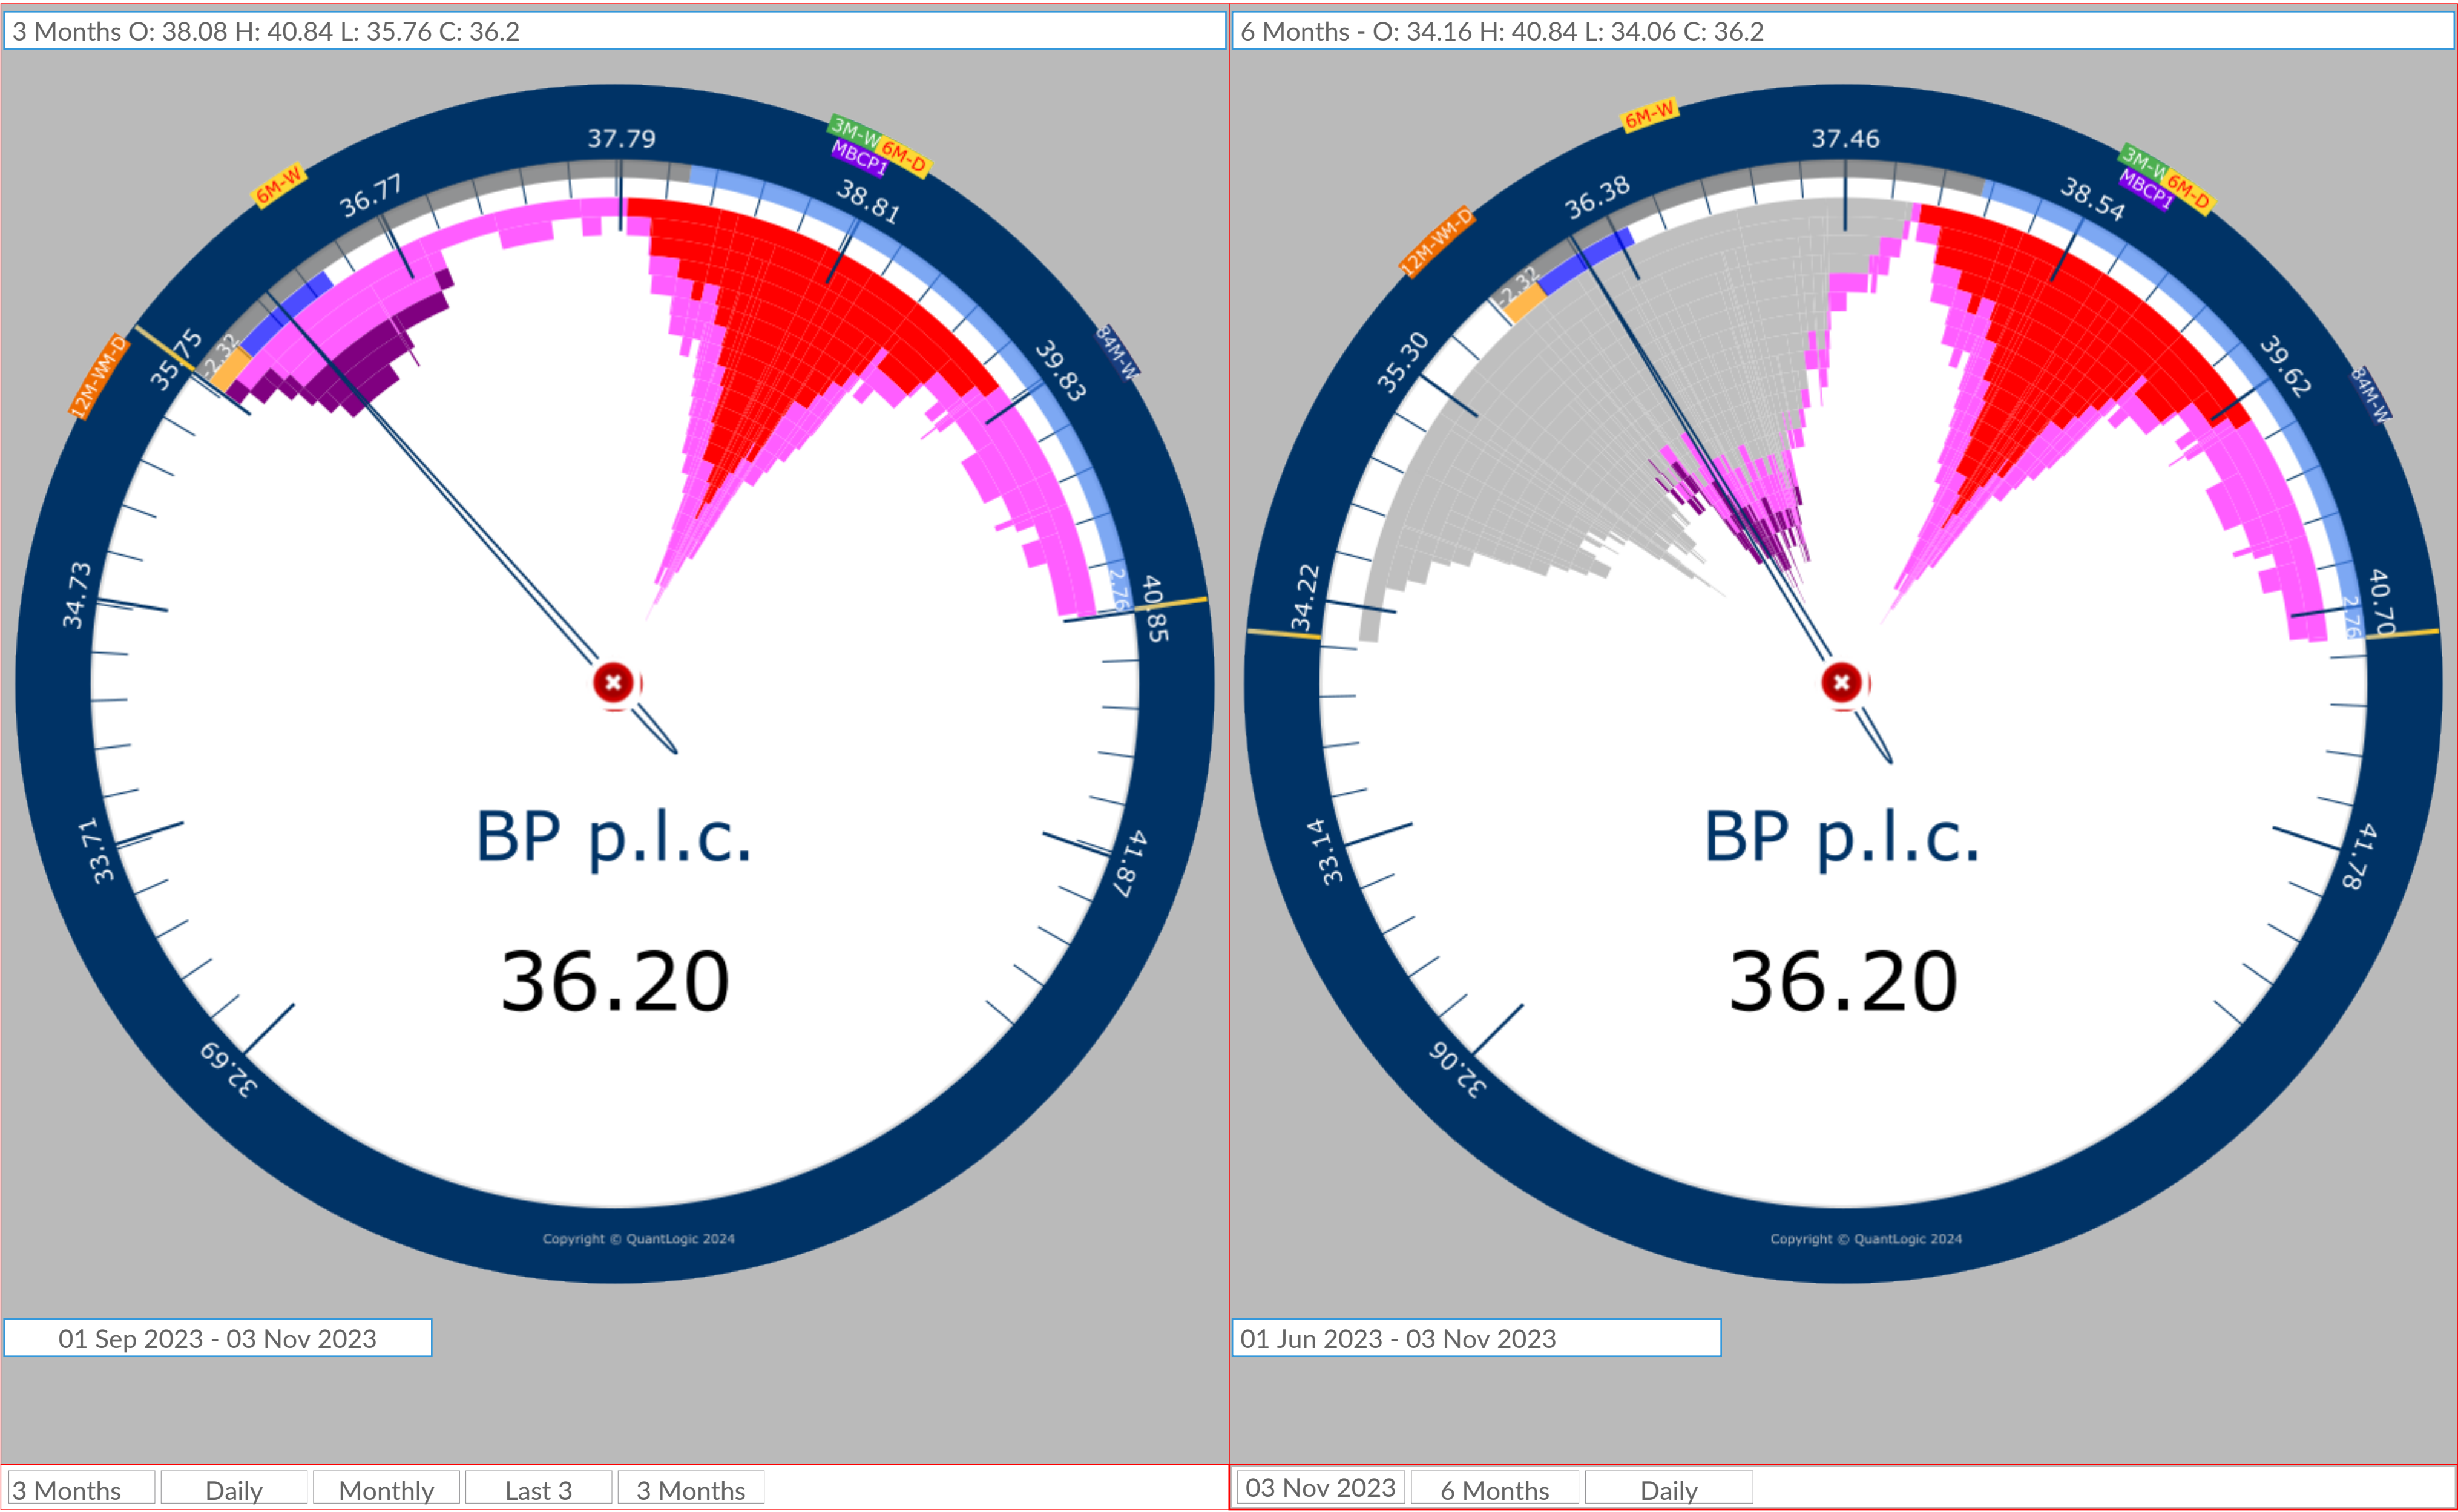 3 Months O: 38.08 H: 40.84 L: 35.76 C: 36.2
6M-W
12M-WM-D
3M-W
6M-D
MBCP1
84M-W
37.79
36.77
38.81
35.75
39.83
-2.32
2.76
34.73
40.85
33.71
41.87
32.69
BP p.l.c.
36.20
Copyright © QuantLogic 2024
01 Sep 2023 - 03 Nov 2023
3 Months
Daily
Monthly
Last 3
3 Months
6 Months - O: 34.16 H: 40.84 L: 34.06 C: 36.2
6M-W
12M-WM-D
3M-W
6M-D
MBCP1
84M-W
37.46
36.38
38.54
35.30
39.62
-2.32
2.76
34.22
40.70
33.14
41.78
32.06
BP p.l.c.
36.20
Copyright © QuantLogic 2024
01 Jun 2023 - 03 Nov 2023
03 Nov 2023
6 Months
Daily